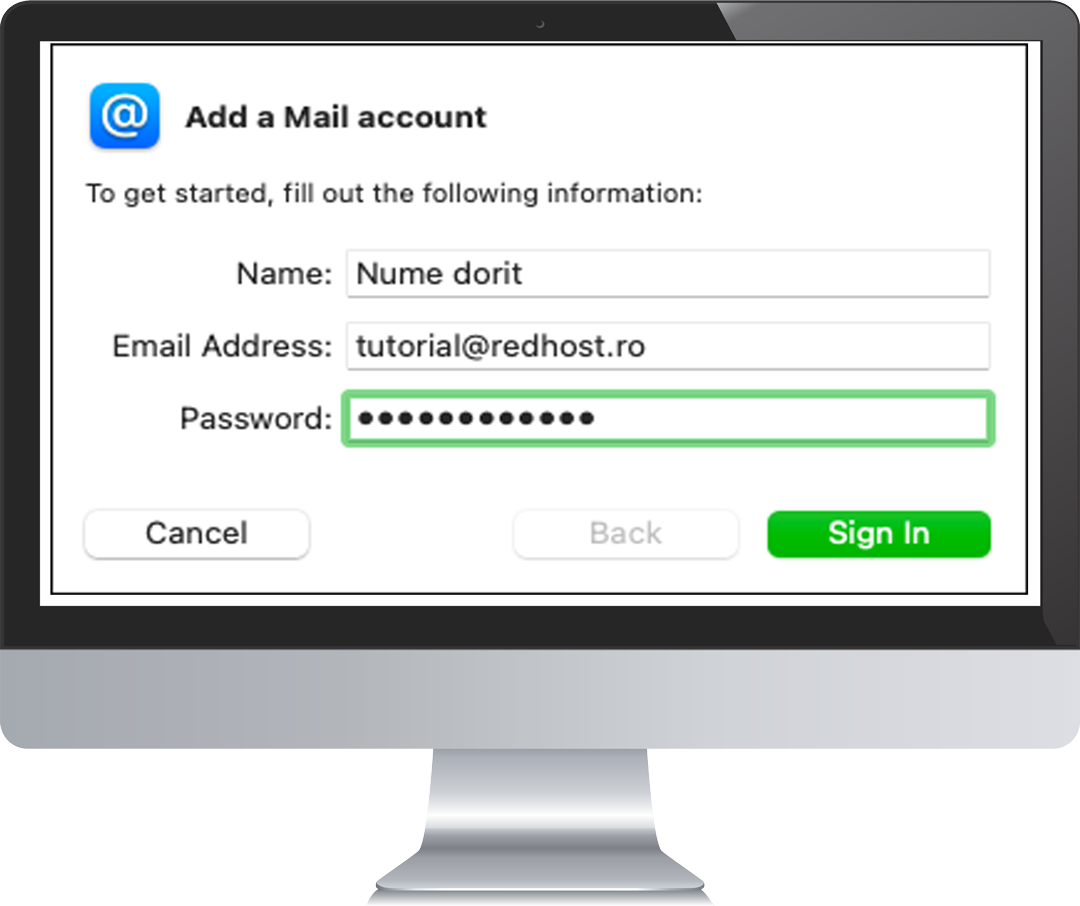 @ Add a Mail account
To get started, fill out the following information:
Name: Nume dorit
Email Address: tutorial@redhost.ro
Password: ●●●●●●●●●●●●
Cancel Back Sign In